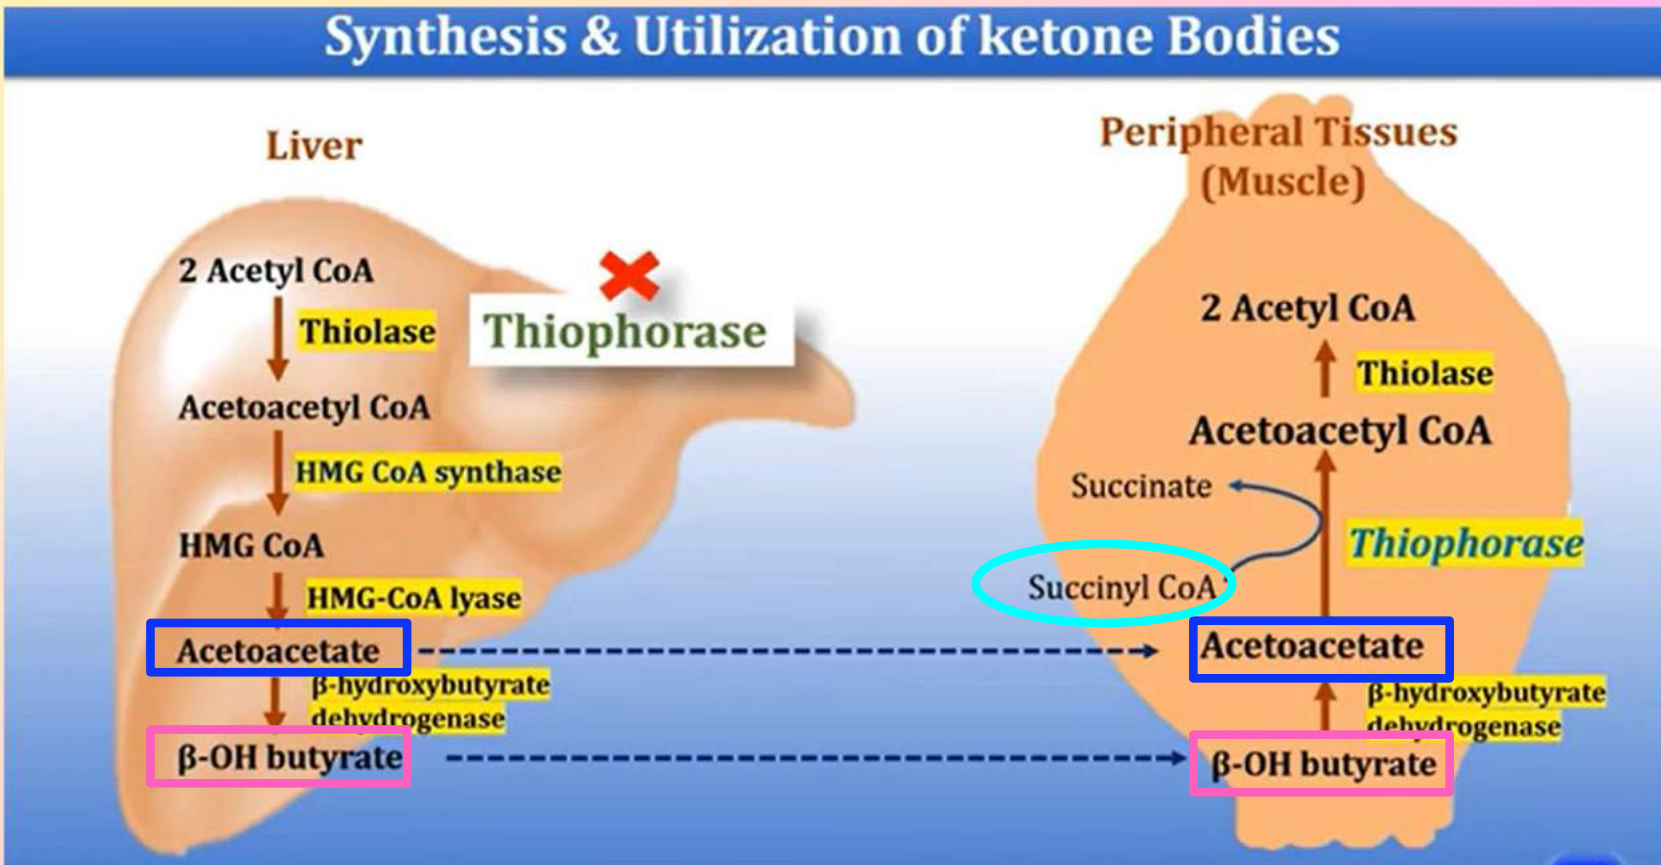 Synthesis & Utilization of ketone Bodies
Liver
2 Acetyl CoA
Thiolase
Thiophorase
Acetoacetyl CoA
HMG CoA synthase
HMG CoA
HMG-CoA lyase
Acetoacetate
β-hydroxybutyrate
dehydrogenase
β-OH butyrate
Peripheral Tissues
(Muscle)
2 Acetyl CoA
Thiolase
Acetoacetyl CoA
Succinate
Thiophorase
Succinyl CoA
Acetoacetate
β-hydroxybutyrate
dehydrogenase
β-OH butyrate